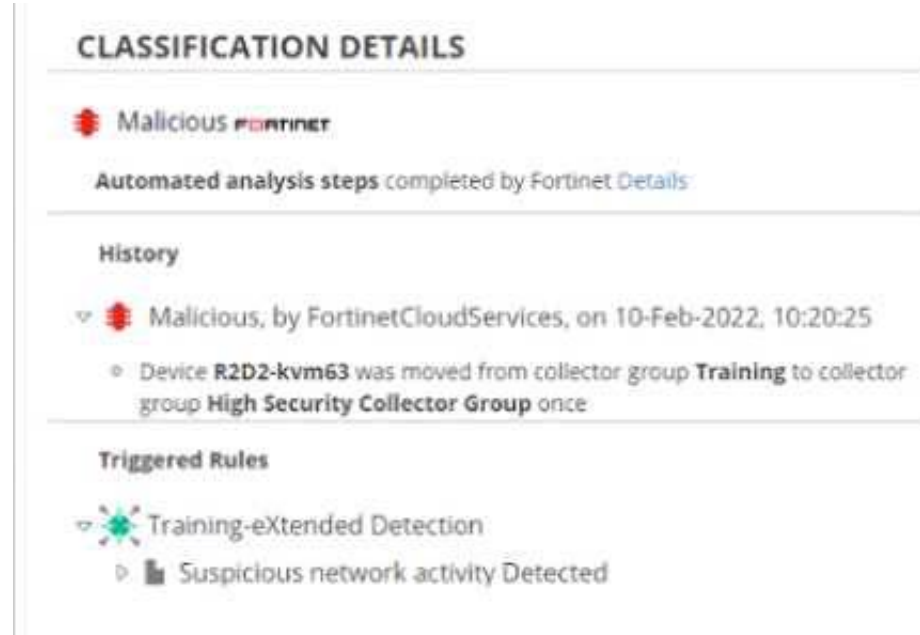 CLASSIFICATION DETAILS
Malicious FORTINET
Automated analysis steps completed by Fortinet Details
History
Malicious, by FortinetCloudServices, on 10-Feb-2022, 10:20:25
Device R2D2-kvm63 was moved from collector group Training to collector
group High Security Collector Group once
Triggered Rules
Training-eXtended Detection
Suspicious network activity Detected